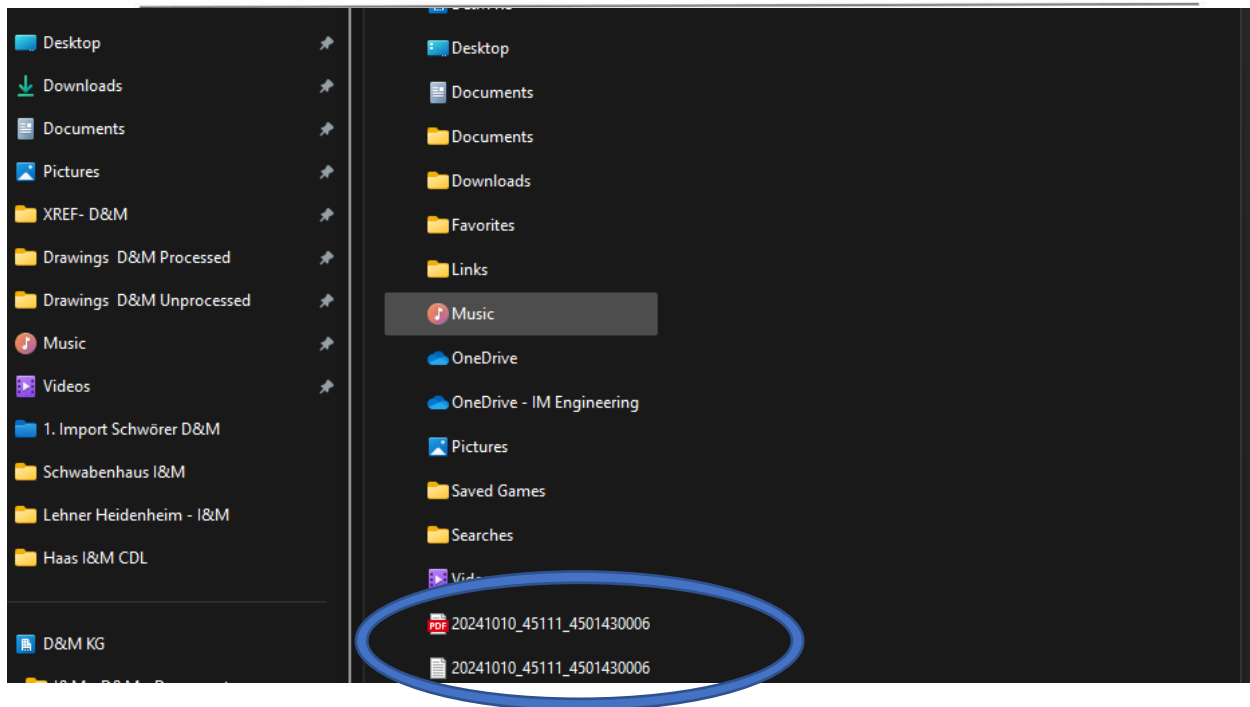 Desktop
Downloads
Documents
Pictures
XREF- D&M
Drawings D&M Processed
Drawings D&M Unprocessed
Music
Videos
1. Import Schwörer D&M
Schwabenhaus I&M
Lehner Heidenheim - I&M
Haas I&M CDL
D&M KG
Desktop
Documents
Documents
Downloads
Favorites
Links
Music
OneDrive
OneDrive - IM Engineering
Pictures
Saved Games
Searches
PDF
20241010_45111_4501430006
20241010_45111_4501430006